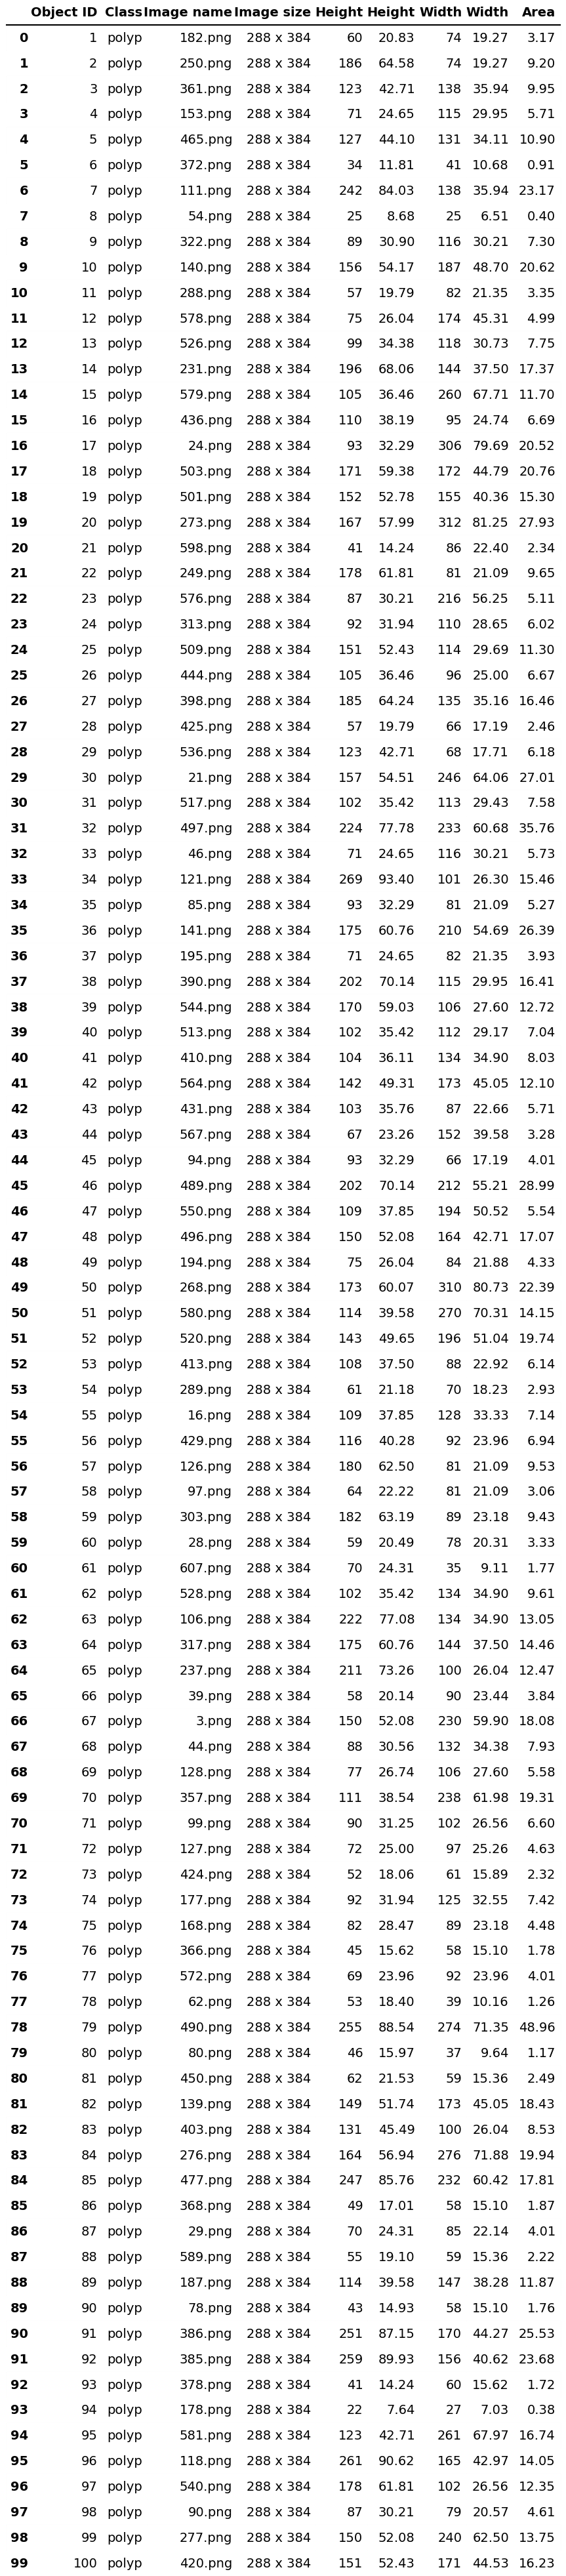 Object ID Class Image name Image size Height Height Width Width Area
0 1 polyp 182.png 288 x 384 60 20.83 74 19.27 3.17
1 2 polyp 250.png 288 x 384 186 64.58 74 19.27 9.20
2 3 polyp 361.png 288 x 384 123 42.71 138 35.94 9.95
3 4 polyp 153.png 288 x 384 71 24.65 115 29.95 5.71
4 5 polyp 465.png 288 x 384 127 44.10 131 34.11 10.90
5 6 polyp 372.png 288 x 384 34 11.81 41 10.68 0.91
6 7 polyp 111.png 288 x 384 242 84.03 138 35.94 23.17
7 8 polyp 54.png 288 x 384 25 8.68 25 6.51 0.40
8 9 polyp 322.png 288 x 384 89 30.90 116 30.21 7.30
9 10 polyp 140.png 288 x 384 156 54.17 187 48.70 20.62
10 11 polyp 288.png 288 x 384 57 19.79 82 21.35 3.35
11 12 polyp 578.png 288 x 384 75 26.04 174 45.31 4.99
12 13 polyp 526.png 288 x 384 99 34.38 118 30.73 7.75
13 14 polyp 231.png 288 x 384 196 68.06 144 37.50 17.37
14 15 polyp 579.png 288 x 384 105 36.46 260 67.71 11.70
15 16 polyp 436.png 288 x 384 110 38.19 95 24.74 6.69
16 17 polyp 24.png 288 x 384 93 32.29 306 79.69 20.52
17 18 polyp 503.png 288 x 384 171 59.38 172 44.79 20.76
18 19 polyp 501.png 288 x 384 152 52.78 155 40.36 15.30
19 20 polyp 273.png 288 x 384 167 57.99 312 81.25 27.93
20 21 polyp 598.png 288 x 384 41 14.24 86 22.40 2.34
21 22 polyp 249.png 288 x 384 178 61.81 81 21.09 9.65
22 23 polyp 576.png 288 x 384 87 30.21 216 56.25 5.11
23 24 polyp 313.png 288 x 384 92 31.94 110 28.65 6.02
24 25 polyp 509.png 288 x 384 151 52.43 114 29.69 11.30
25 26 polyp 444.png 288 x 384 105 36.46 96 25.00 6.67
26 27 polyp 398.png 288 x 384 185 64.24 135 35.16 16.46
27 28 polyp 425.png 288 x 384 57 19.79 66 17.19 2.46
28 29 polyp 536.png 288 x 384 123 42.71 68 17.71 6.18
29 30 polyp 21.png 288 x 384 157 54.51 246 64.06 27.01
30 31 polyp 517.png 288 x 384 102 35.42 113 29.43 7.58
31 32 polyp 497.png 288 x 384 224 77.78 233 60.68 35.76
32 33 polyp 46.png 288 x 384 71 24.65 116 30.21 5.73
33 34 polyp 121.png 288 x 384 269 93.40 101 26.30 15.46
34 35 polyp 85.png 288 x 384 93 32.29 81 21.09 5.27
35 36 polyp 141.png 288 x 384 175 60.76 210 54.69 26.39
36 37 polyp 195.png 288 x 384 71 24.65 82 21.35 3.93
37 38 polyp 390.png 288 x 384 202 70.14 115 29.95 16.41
38 39 polyp 544.png 288 x 384 170 59.03 106 27.60 12.72
39 40 polyp 513.png 288 x 384 102 35.42 112 29.17 7.04
40 41 polyp 410.png 288 x 384 104 36.11 134 34.90 8.03
41 42 polyp 564.png 288 x 384 142 49.31 173 45.05 12.10
42 43 polyp 431.png 288 x 384 103 35.76 87 22.66 5.71
43 44 polyp 567.png 288 x 384 67 23.26 152 39.58 3.28
44 45 polyp 94.png 288 x 384 93 32.29 66 17.19 4.01
45 46 polyp 489.png 288 x 384 202 70.14 212 55.21 28.99
46 47 polyp 550.png 288 x 384 109 37.85 194 50.52 5.54
47 48 polyp 496.png 288 x 384 150 52.08 164 42.71 17.07
48 49 polyp 194.png 288 x 384 75 26.04 84 21.88 4.33
49 50 polyp 268.png 288 x 384 173 60.07 310 80.73 22.39
50 51 polyp 580.png 288 x 384 114 39.58 270 70.31 14.15
51 52 polyp 520.png 288 x 384 143 49.65 196 51.04 19.74
52 53 polyp 413.png 288 x 384 108 37.50 88 22.92 6.14
53 54 polyp 289.png 288 x 384 61 21.18 70 18.23 2.93
54 55 polyp 16.png 288 x 384 109 37.85 128 33.33 7.14
55 56 polyp 429.png 288 x 384 116 40.28 92 23.96 6.94
56 57 polyp 126.png 288 x 384 180 62.50 81 21.09 9.53
57 58 polyp 97.png 288 x 384 64 22.22 81 21.09 3.06
58 59 polyp 303.png 288 x 384 182 63.19 89 23.18 9.43
59 60 polyp 28.png 288 x 384 59 20.49 78 20.31 3.33
60 61 polyp 607.png 288 x 384 70 24.31 35 9.11 1.77
61 62 polyp 528.png 288 x 384 102 35.42 134 34.90 9.61
62 63 polyp 106.png 288 x 384 222 77.08 134 34.90 13.05
63 64 polyp 317.png 288 x 384 175 60.76 144 37.50 14.46
64 65 polyp 237.png 288 x 384 211 73.26 100 26.04 12.47
65 66 polyp 39.png 288 x 384 58 20.14 90 23.44 3.84
66 67 polyp 3.png 288 x 384 150 52.08 230 59.90 18.08
67 68 polyp 44.png 288 x 384 88 30.56 132 34.38 7.93
68 69 polyp 128.png 288 x 384 77 26.74 106 27.60 5.58
69 70 polyp 357.png 288 x 384 111 38.54 238 61.98 19.31
70 71 polyp 99.png 288 x 384 90 31.25 102 26.56 6.60
71 72 polyp 127.png 288 x 384 72 25.00 97 25.26 4.63
72 73 polyp 424.png 288 x 384 52 18.06 61 15.89 2.32
73 74 polyp 177.png 288 x 384 92 31.94 125 32.55 7.42
74 75 polyp 168.png 288 x 384 82 28.47 89 23.18 4.48
75 76 polyp 366.png 288 x 384 45 15.62 58 15.10 1.78
76 77 polyp 572.png 288 x 384 69 23.96 92 23.96 4.01
77 78 polyp 62.png 288 x 384 53 18.40 39 10.16 1.26
78 79 polyp 490.png 288 x 384 255 88.54 274 71.35 48.96
79 80 polyp 80.png 288 x 384 46 15.97 37 9.64 1.17
80 81 polyp 450.png 288 x 384 62 21.53 59 15.36 2.49
81 82 polyp 139.png 288 x 384 149 51.74 173 45.05 18.43
82 83 polyp 403.png 288 x 384 131 45.49 100 26.04 8.53
83 84 polyp 276.png 288 x 384 164 56.94 276 71.88 19.94
84 85 polyp 477.png 288 x 384 247 85.76 232 60.42 17.81
85 86 polyp 368.png 288 x 384 49 17.01 58 15.10 1.87
86 87 polyp 29.png 288 x 384 70 24.31 85 22.14 4.01
87 88 polyp 589.png 288 x 384 55 19.10 59 15.36 2.22
88 89 polyp 187.png 288 x 384 114 39.58 147 38.28 11.87
89 90 polyp 78.png 288 x 384 43 14.93 58 15.10 1.76
90 91 polyp 386.png 288 x 384 251 87.15 170 44.27 25.53
91 92 polyp 385.png 288 x 384 259 89.93 156 40.62 23.68
92 93 polyp 378.png 288 x 384 41 14.24 60 15.62 1.72
93 94 polyp 178.png 288 x 384 22 7.64 27 7.03 0.38
94 95 polyp 581.png 288 x 384 123 42.71 261 67.97 16.74
95 96 polyp 118.png 288 x 384 261 90.62 165 42.97 14.05
96 97 polyp 540.png 288 x 384 178 61.81 102 26.56 12.35
97 98 polyp 90.png 288 x 384 87 30.21 79 20.57 4.61
98 99 polyp 277.png 288 x 384 150 52.08 240 62.50 13.75
99 100 polyp 420.png 288 x 384 151 52.43 171 44.53 16.23